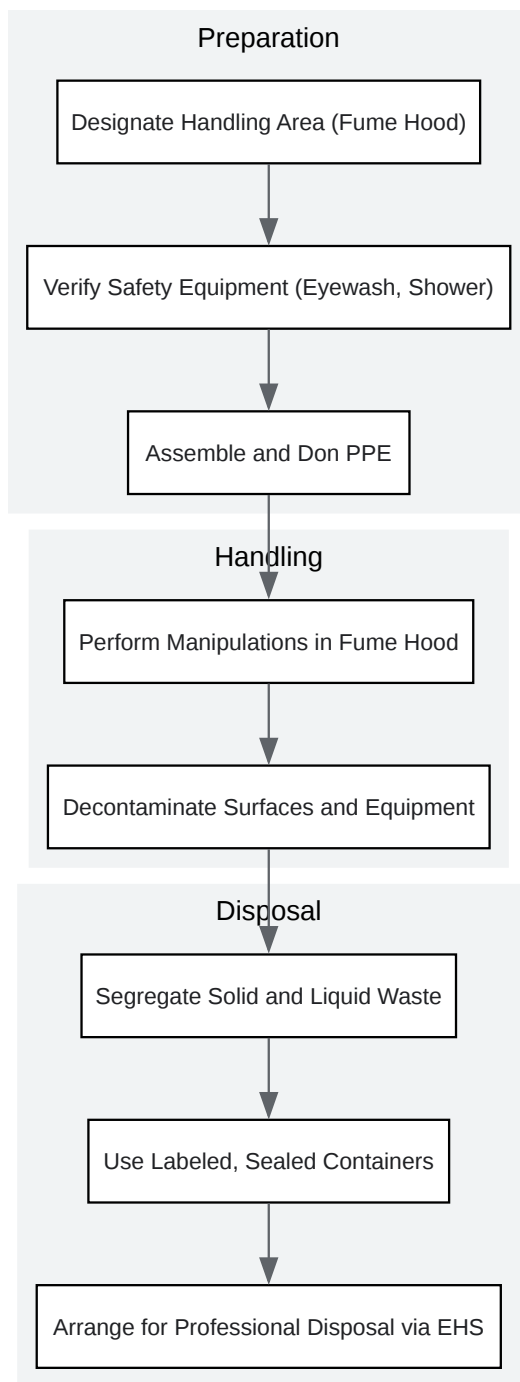 Preparation
Designate Handling Area (Fume Hood)
Verify Safety Equipment (Eyewash, Shower)
Assemble and Don PPE
Handling
Perform Manipulations in Fume Hood
Decontaminate Surfaces and Equipment
Disposal
Segregate Solid and Liquid Waste
Use Labeled, Sealed Containers
Arrange for Professional Disposal via EHS